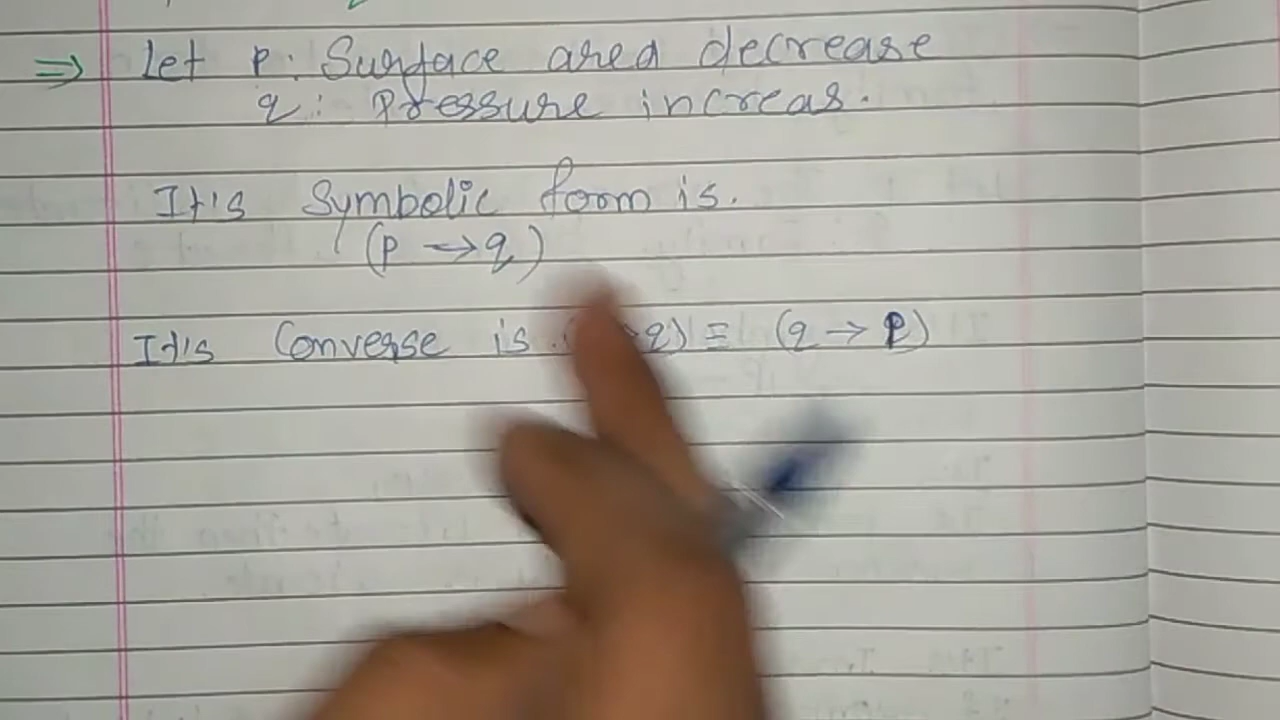 ⇒ Let p: Surface area decrease
q: Pressure increas.
It's Symbolic form is.
(p → q)
It's Converse is. q) ≡ (q → p)